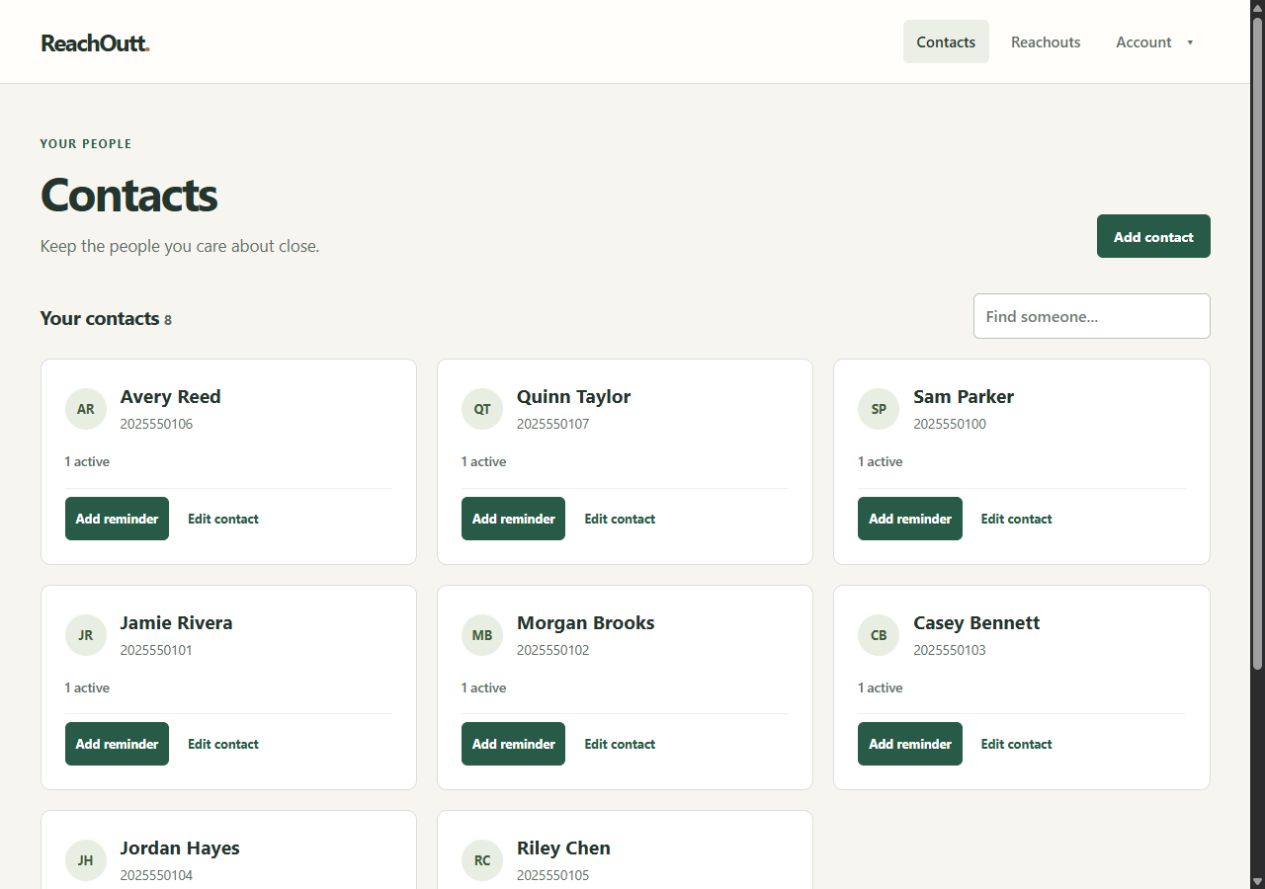 ReachOutt.
Contacts Reachouts Account ▾
YOUR PEOPLE
Contacts
Keep the people you care about close.
Add contact
Your contacts 8
Find someone...
AR Avery Reed
2025550106
1 active
Add reminder Edit contact
QT Quinn Taylor
2025550107
1 active
Add reminder Edit contact
SP Sam Parker
2025550100
1 active
Add reminder Edit contact
JR Jamie Rivera
2025550101
1 active
Add reminder Edit contact
MB Morgan Brooks
2025550102
1 active
Add reminder Edit contact
CB Casey Bennett
2025550103
1 active
Add reminder Edit contact
JH Jordan Hayes
2025550104
RC Riley Chen
2025550105